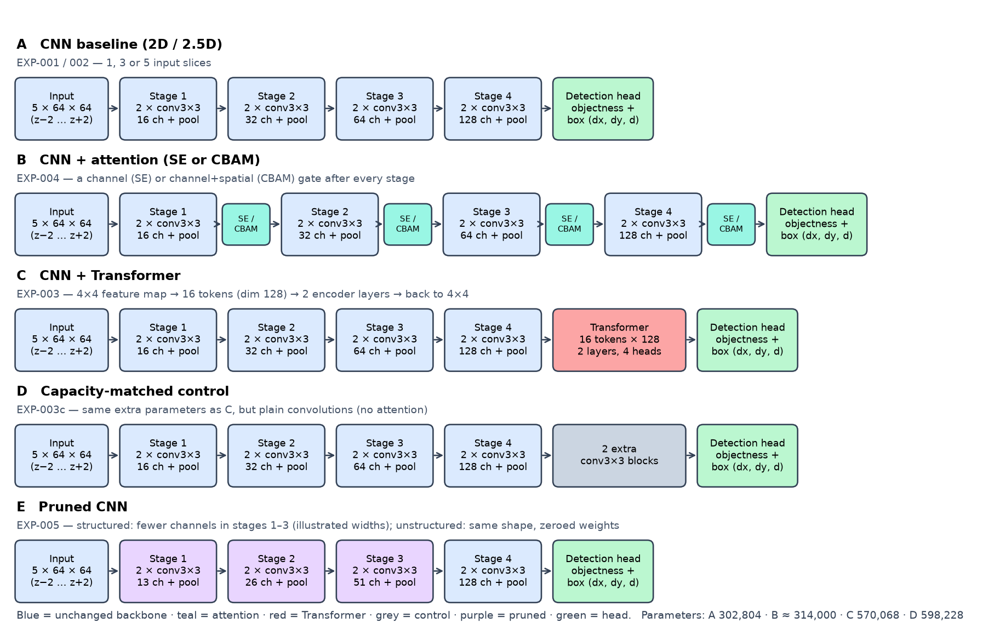 A CNN baseline (2D / 2.5D)
EXP-001 / 002 — 1, 3 or 5 input slices
Input
5 × 64 × 64
(z−2 … z+2)
Stage 1
2 × conv3×3
16 ch + pool
Stage 2
2 × conv3×3
32 ch + pool
Stage 3
2 × conv3×3
64 ch + pool
Stage 4
2 × conv3×3
128 ch + pool
Detection head
objectness +
box (dx, dy, d)
B CNN + attention (SE or CBAM)
EXP-004 — a channel (SE) or channel+spatial (CBAM) gate after every stage
Input
5 × 64 × 64
(z−2 … z+2)
Stage 1
2 × conv3×3
16 ch + pool
SE /
CBAM
Stage 2
2 × conv3×3
32 ch + pool
SE /
CBAM
Stage 3
2 × conv3×3
64 ch + pool
SE /
CBAM
Stage 4
2 × conv3×3
128 ch + pool
SE /
CBAM
Detection head
objectness +
box (dx, dy, d)
C CNN + Transformer
EXP-003 — 4×4 feature map → 16 tokens (dim 128) → 2 encoder layers → back to 4×4
Input
5 × 64 × 64
(z−2 … z+2)
Stage 1
2 × conv3×3
16 ch + pool
Stage 2
2 × conv3×3
32 ch + pool
Stage 3
2 × conv3×3
64 ch + pool
Stage 4
2 × conv3×3
128 ch + pool
Transformer
16 tokens × 128
2 layers, 4 heads
Detection head
objectness +
box (dx, dy, d)
D Capacity-matched control
EXP-003c — same extra parameters as C, but plain convolutions (no attention)
Input
5 × 64 × 64
(z−2 … z+2)
Stage 1
2 × conv3×3
16 ch + pool
Stage 2
2 × conv3×3
32 ch + pool
Stage 3
2 × conv3×3
64 ch + pool
Stage 4
2 × conv3×3
128 ch + pool
2 extra
conv3×3 blocks
Detection head
objectness +
box (dx, dy, d)
E Pruned CNN
EXP-005 — structured: fewer channels in stages 1–3 (illustrated widths); unstructured: same shape, zeroed weights
Input
5 × 64 × 64
(z−2 … z+2)
Stage 1
2 × conv3×3
13 ch + pool
Stage 2
2 × conv3×3
26 ch + pool
Stage 3
2 × conv3×3
51 ch + pool
Stage 4
2 × conv3×3
128 ch + pool
Detection head
objectness +
box (dx, dy, d)
Blue = unchanged backbone · teal = attention · red = Transformer · grey = control · purple = pruned · green = head. Parameters: A 302,804 · B ≈ 314,000 · C 570,068 · D 598,228